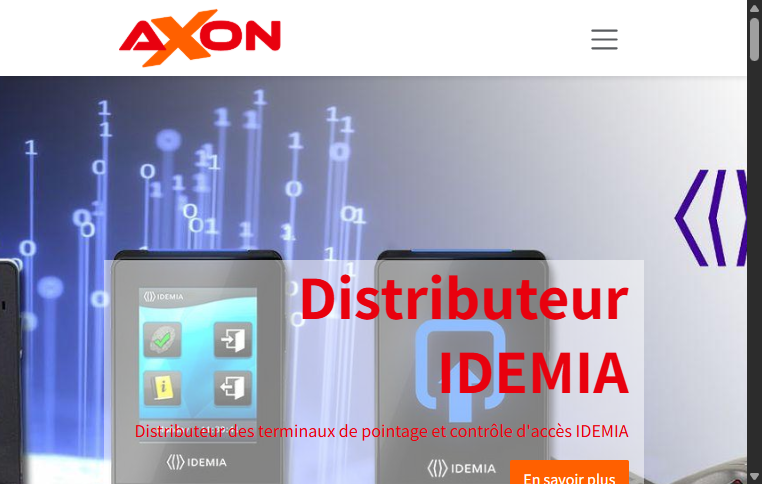 AXON
IDEMIA
Distributeur
IDEMIA
Distributeur des terminaux de pointage et contrôle d'accès IDEMIA
IDEMIA
IDEMIA
En savoir plus